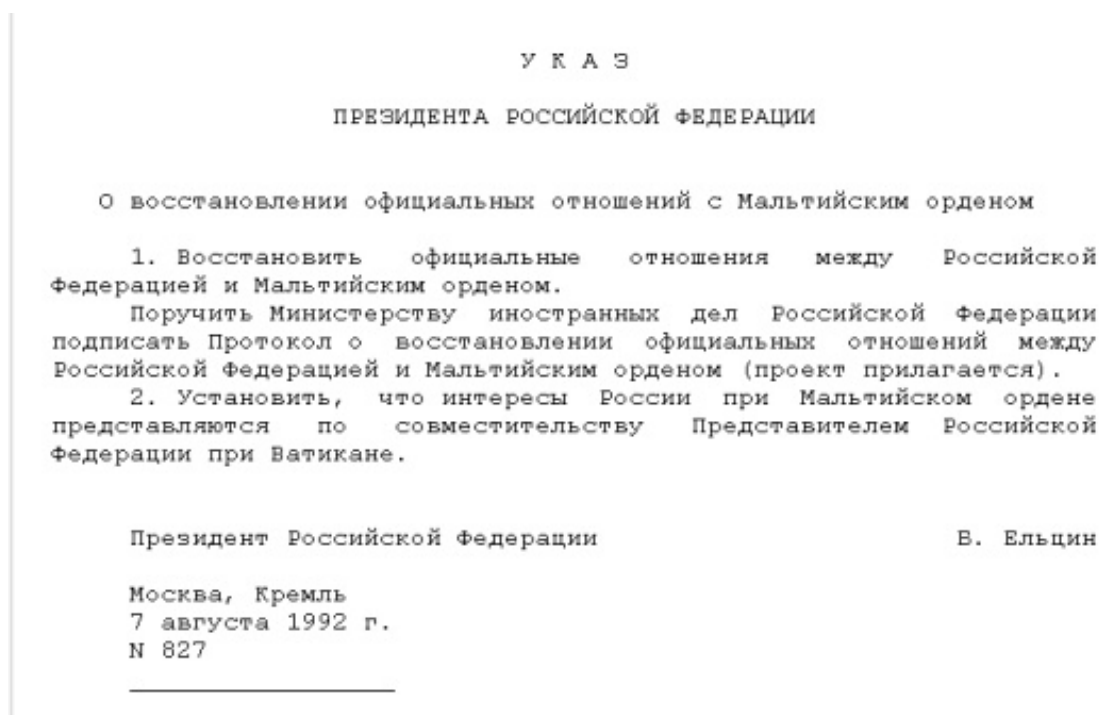 У К А З
ПРЕЗИДЕНТА РОССИЙСКОЙ ФЕДЕРАЦИИ
О восстановлении официальных отношений с Мальтийским орденом
1. Восстановить официальные отношения между Российской
Федерацией и Мальтийским орденом.
Поручить Министерству иностранных дел Российской Федерации
подписать Протокол о восстановлении официальных отношений между
Российской Федерацией и Мальтийским орденом (проект прилагается).
2. Установить, что интересы России при Мальтийском ордене
представляются по совместительству Представителем Российской
Федерации при Ватикане.
Президент Российской Федерации В. Ельцин
Москва, Кремль
7 августа 1992 г.
N 827